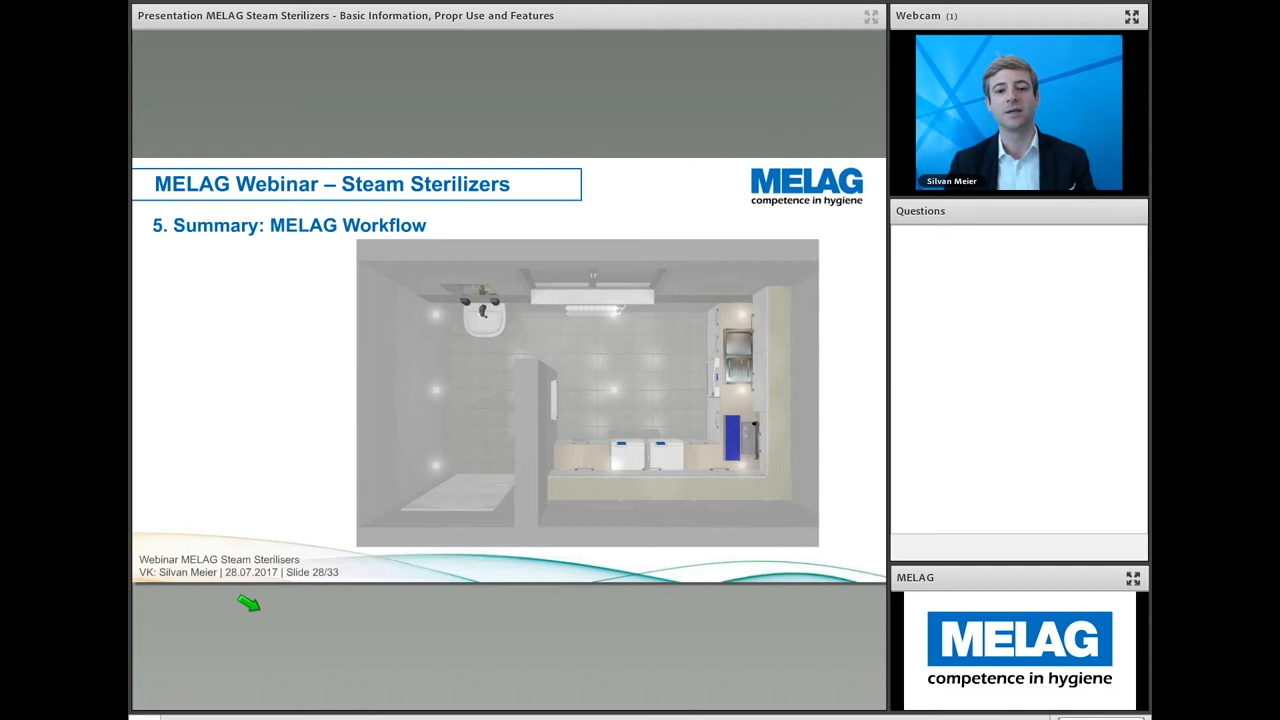 Presentation MELAG Steam Sterilizers - Basic Information, Propr Use and Features
Webcam (1)
Silvan Meier
MELAG Webinar – Steam Sterilizers
MELAG
competence in hygiene
Questions
5. Summary: MELAG Workflow
Webinar MELAG Steam Sterilisers
VK: Silvan Meier | 28.07.2017 | Slide 28/33
MELAG
MELAG
competence in hygiene